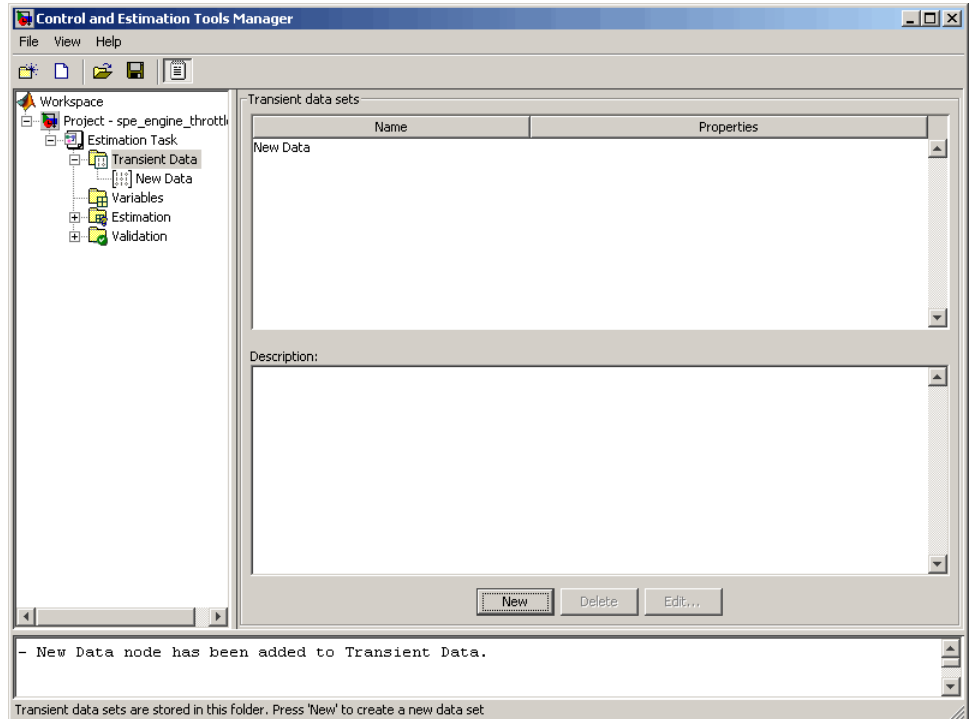 Control and Estimation Tools Manager
File View Help
Workspace
Project - spe_engine_throttl
Estimation Task
Transient Data
New Data
Variables
Estimation
Validation
Transient data sets
Name Properties
New Data
Description:
New Delete Edit...
- New Data node has been added to Transient Data.
Transient data sets are stored in this folder. Press 'New' to create a new data set